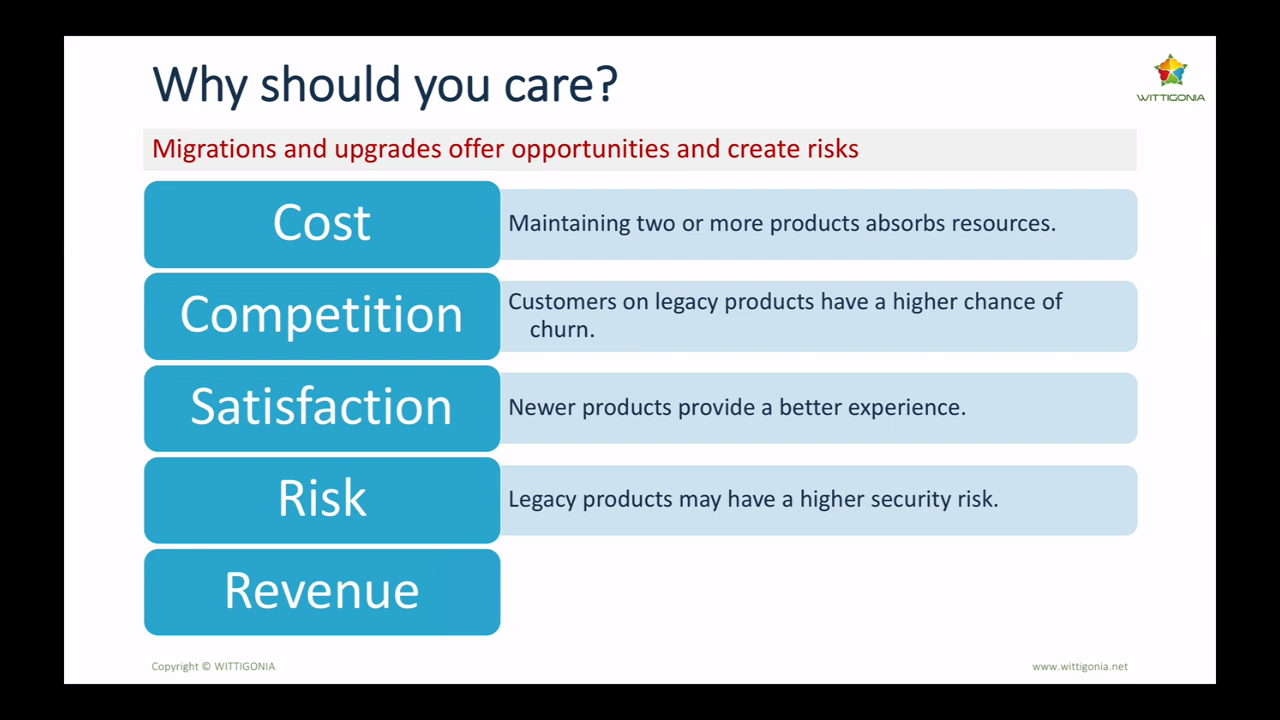 Why should you care?
WITTIGONIA
Migrations and upgrades offer opportunities and create risks
Cost
Maintaining two or more products absorbs resources.
Competition
Customers on legacy products have a higher chance of
churn.
Satisfaction
Newer products provide a better experience.
Risk
Legacy products may have a higher security risk.
Revenue
Copyright © WITTIGONIA
www.wittigonia.net